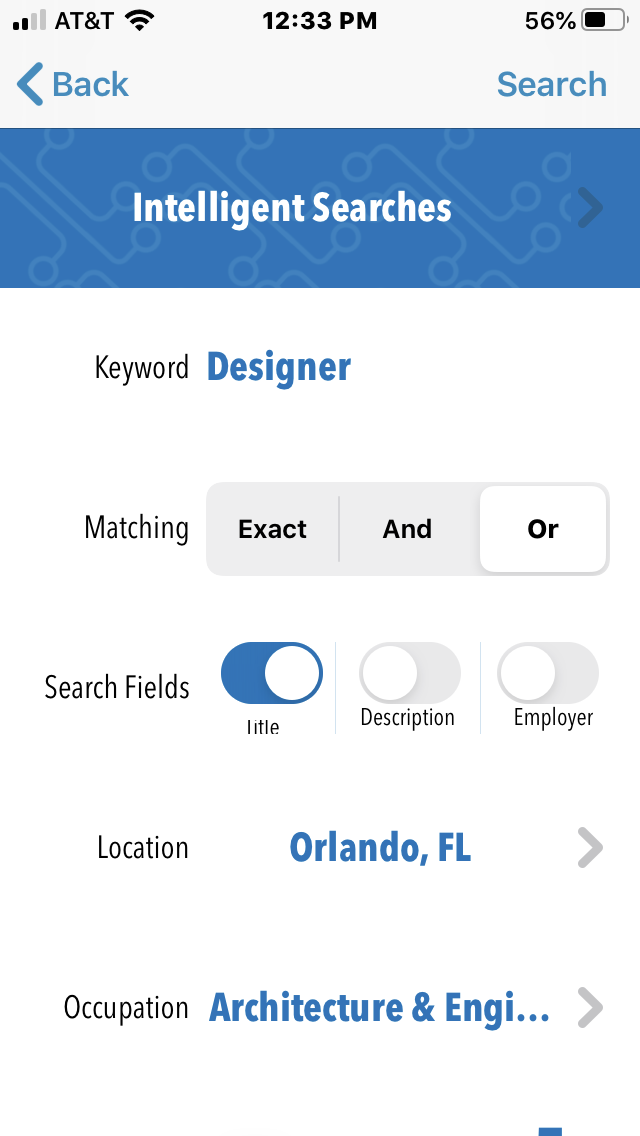 AT&T 12:33 PM 56%
Back Search
Intelligent Searches
Keyword Designer
Matching Exact And Or
Search Fields
Title Description Employer
Location Orlando, FL
Occupation Architecture & Engi...